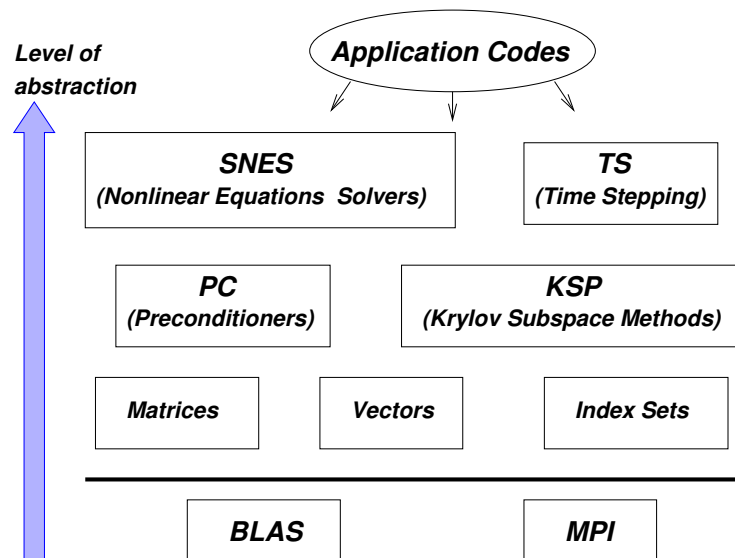 Level of
abstraction
Application Codes
SNES
(Nonlinear Equations Solvers)
TS
(Time Stepping)
PC
(Preconditioners)
KSP
(Krylov Subspace Methods)
Matrices
Vectors
Index Sets
BLAS
MPI